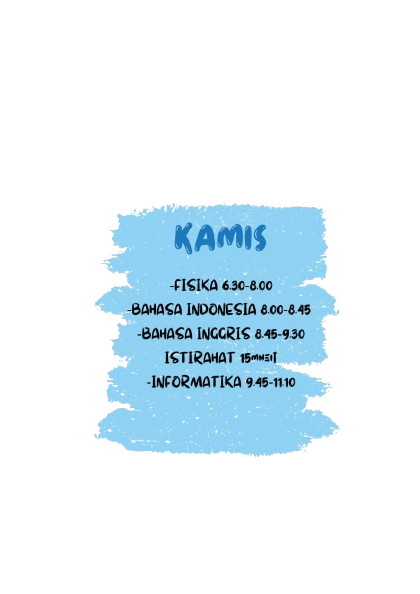 KAMIS
-FISIKA 6.30-8.00
-BAHASA INDONESIA 8.00-8.45
-BAHASA INGGRIS 8.45-9.30
ISTIRAHAT 15
-INFORMATIKA 9.45-11.10